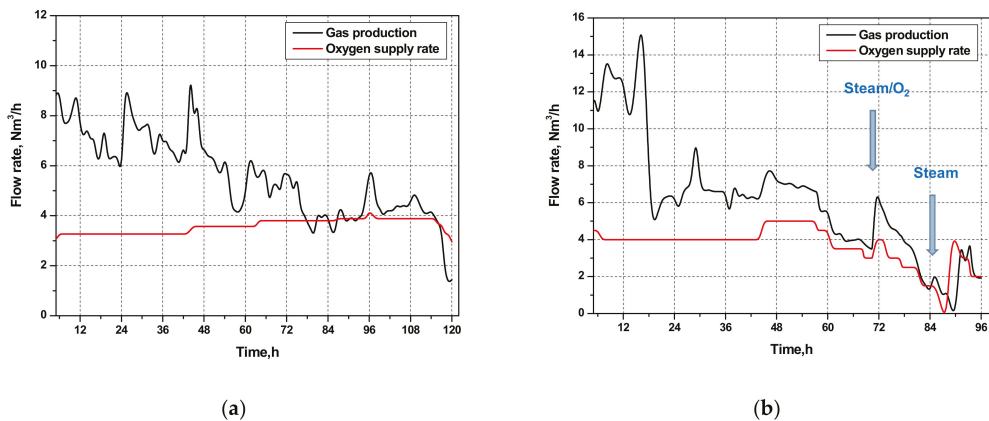 12
10
8
6
4
2
0
Flow rate, Nm³/h
Gas production
Oxygen supply rate
12 24 36 48 60 72 84 96 108 120
Time,h
(a)
16
14
12
10
8
6
4
2
0
Flow rate, Nm³/h
Gas production
Oxygen supply rate
Steam/O₂
Steam
12 24 36 48 60 72 84 96
Time,h
(b)